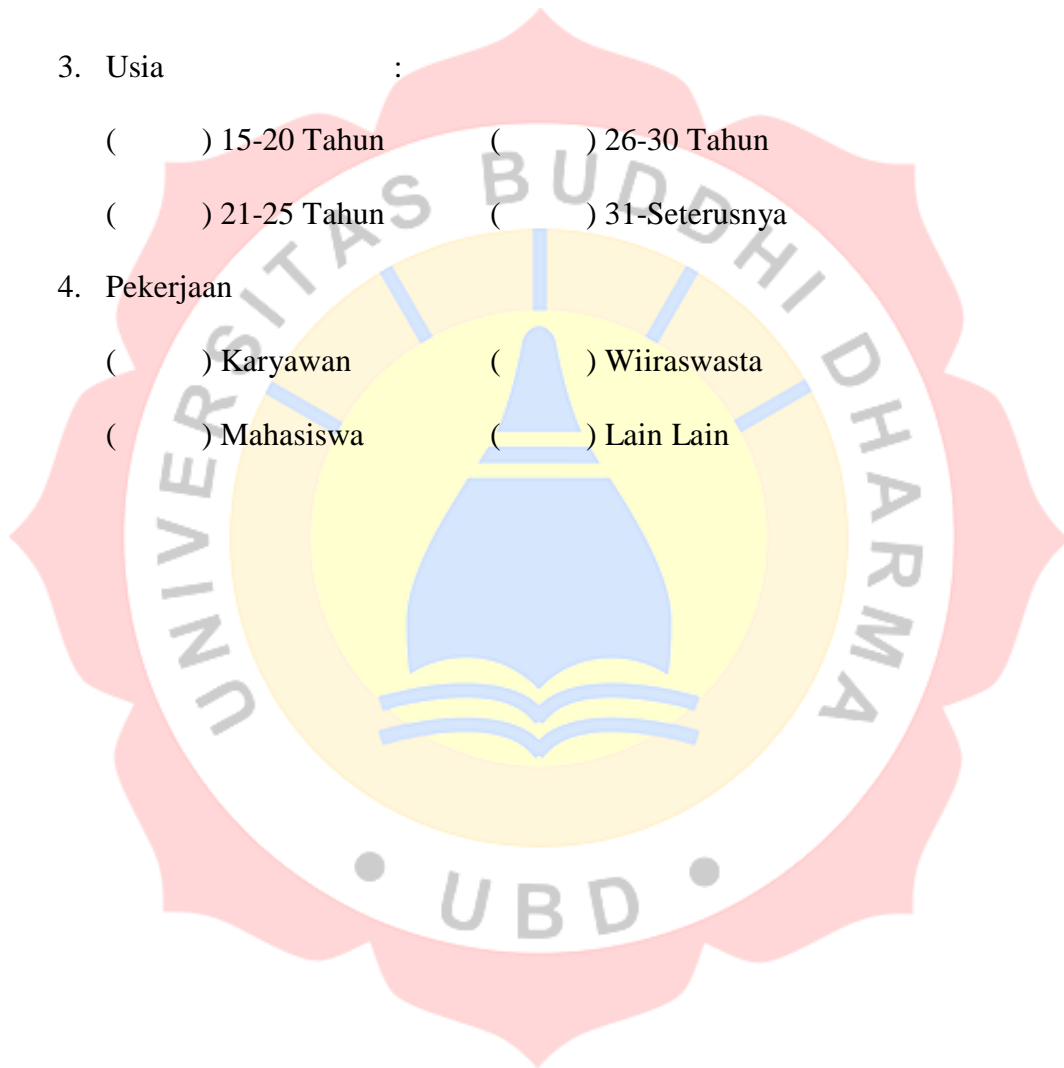 3. Usia :
( ) 15-20 Tahun ( ) 26-30 Tahun
( ) 21-25 Tahun ( ) 31-Seterusnya
4. Pekerjaan
( ) Karyawan ( ) Wiiraswasta
( ) Mahasiswa ( ) Lain Lain
UNIVERSITAS BUDDHI DHARMA
• UBD •